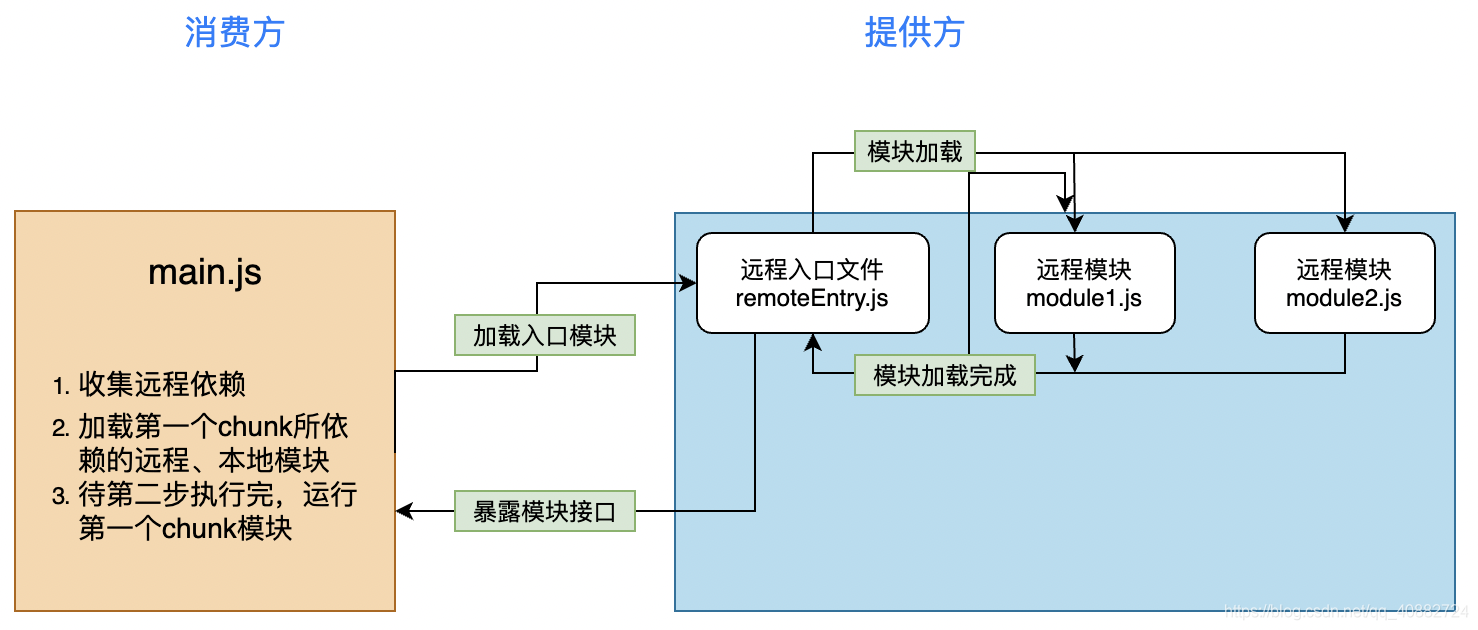 消费方
提供方
模块加载
main.js
远程入口文件
remoteEntry.js
远程模块
module1.js
远程模块
module2.js
加载入口模块
模块加载完成
1. 收集远程依赖
2. 加载第一个chunk所依
赖的远程、本地模块
3. 待第二步执行完，运行
第一个chunk模块
暴露模块接口
https://blog.csdn.net/qq_40882724